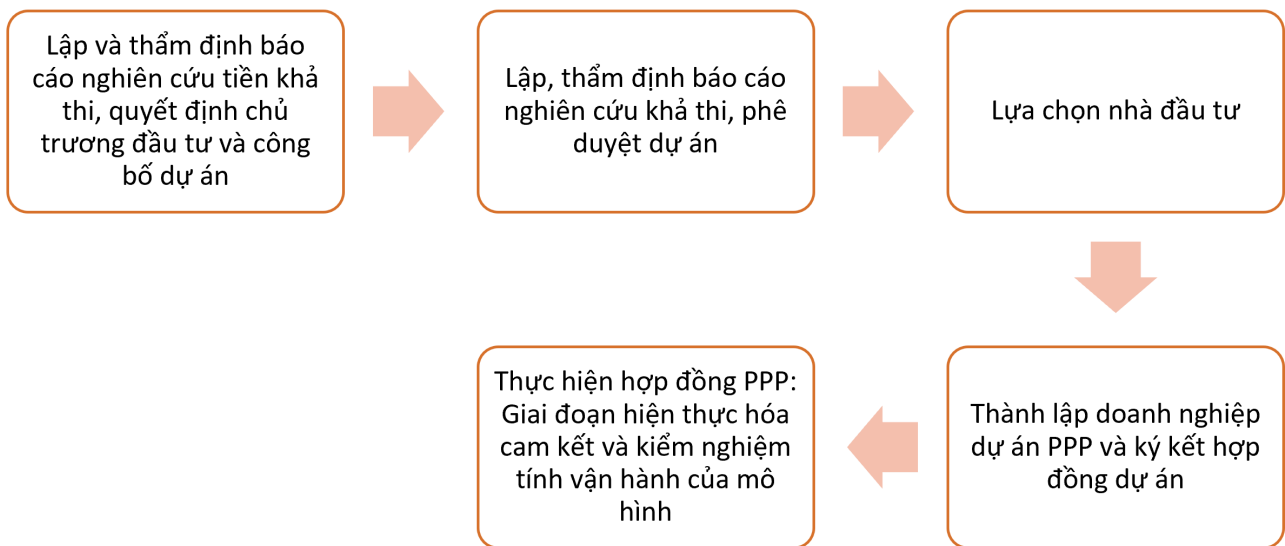 Lập và thẩm định báo
cáo nghiên cứu tiền khả
thi, quyết định chủ
trương đầu tư và công
bố dự án
Lập, thẩm định báo cáo
nghiên cứu khả thi, phê
duyệt dự án
Lựa chọn nhà đầu tư
Thành lập doanh nghiệp
dự án PPP và ký kết hợp
đồng dự án
Thực hiện hợp đồng PPP:
Giai đoạn hiện thực hóa
cam kết và kiểm nghiệm
tính vận hành của mô
hình